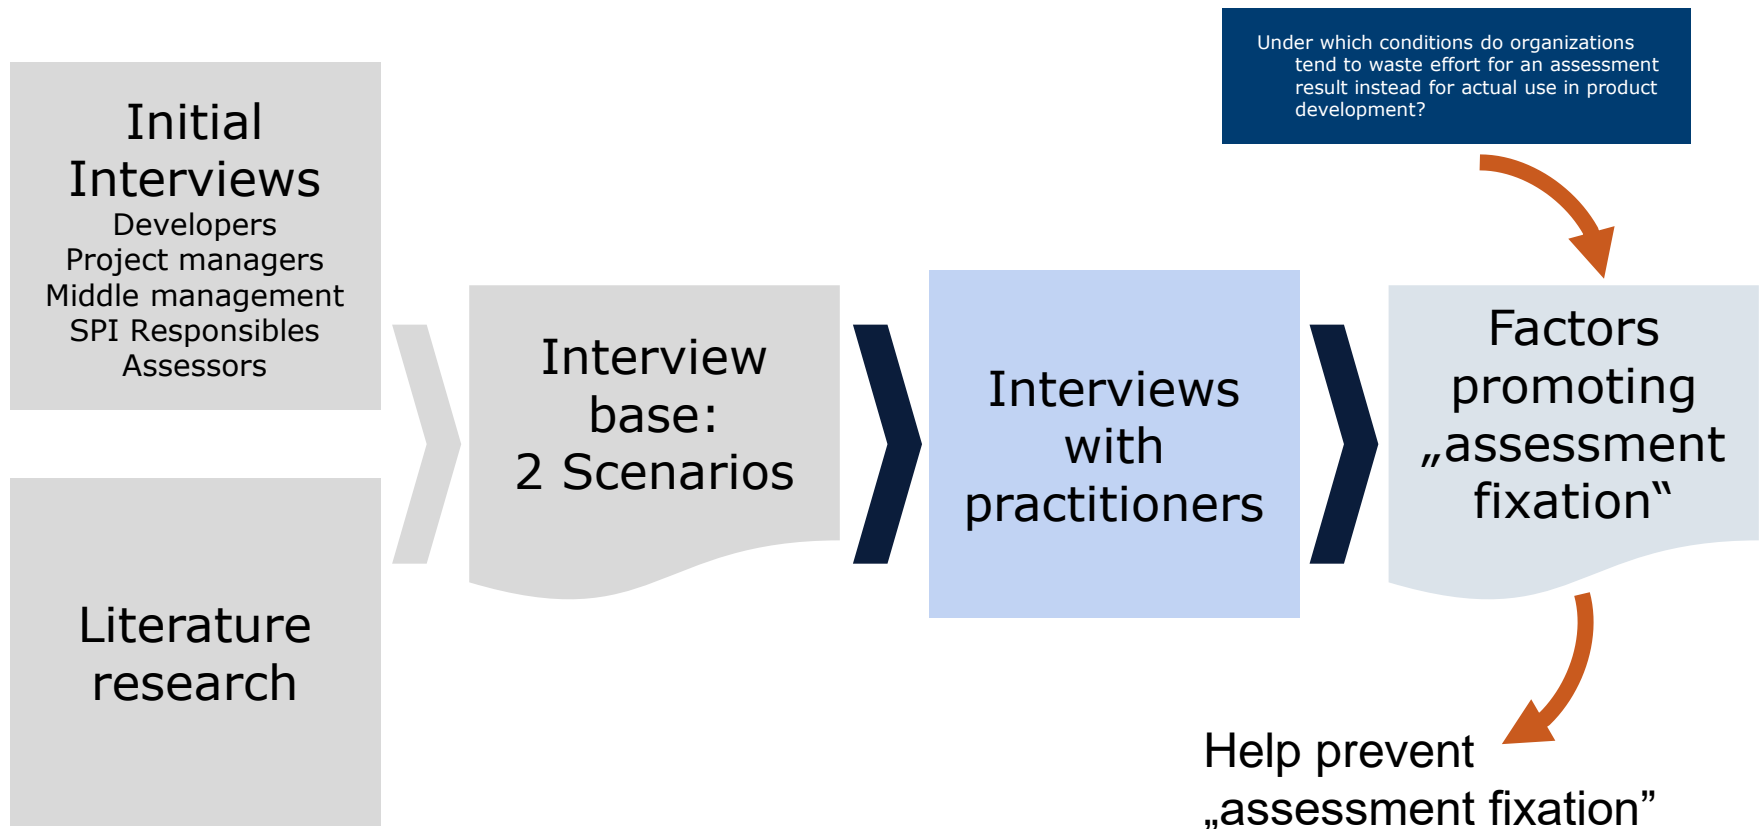 Initial
Interviews
Developers
Project managers
Middle management
SPI Responsibles
Assessors
Literature
research
Interview
base:
2 Scenarios
Interviews
with
practitioners
Under which conditions do organizations
tend to waste effort for an assessment
result instead for actual use in product
development?
Factors
promoting
„assessment
fixation“
Help prevent
„assessment fixation”